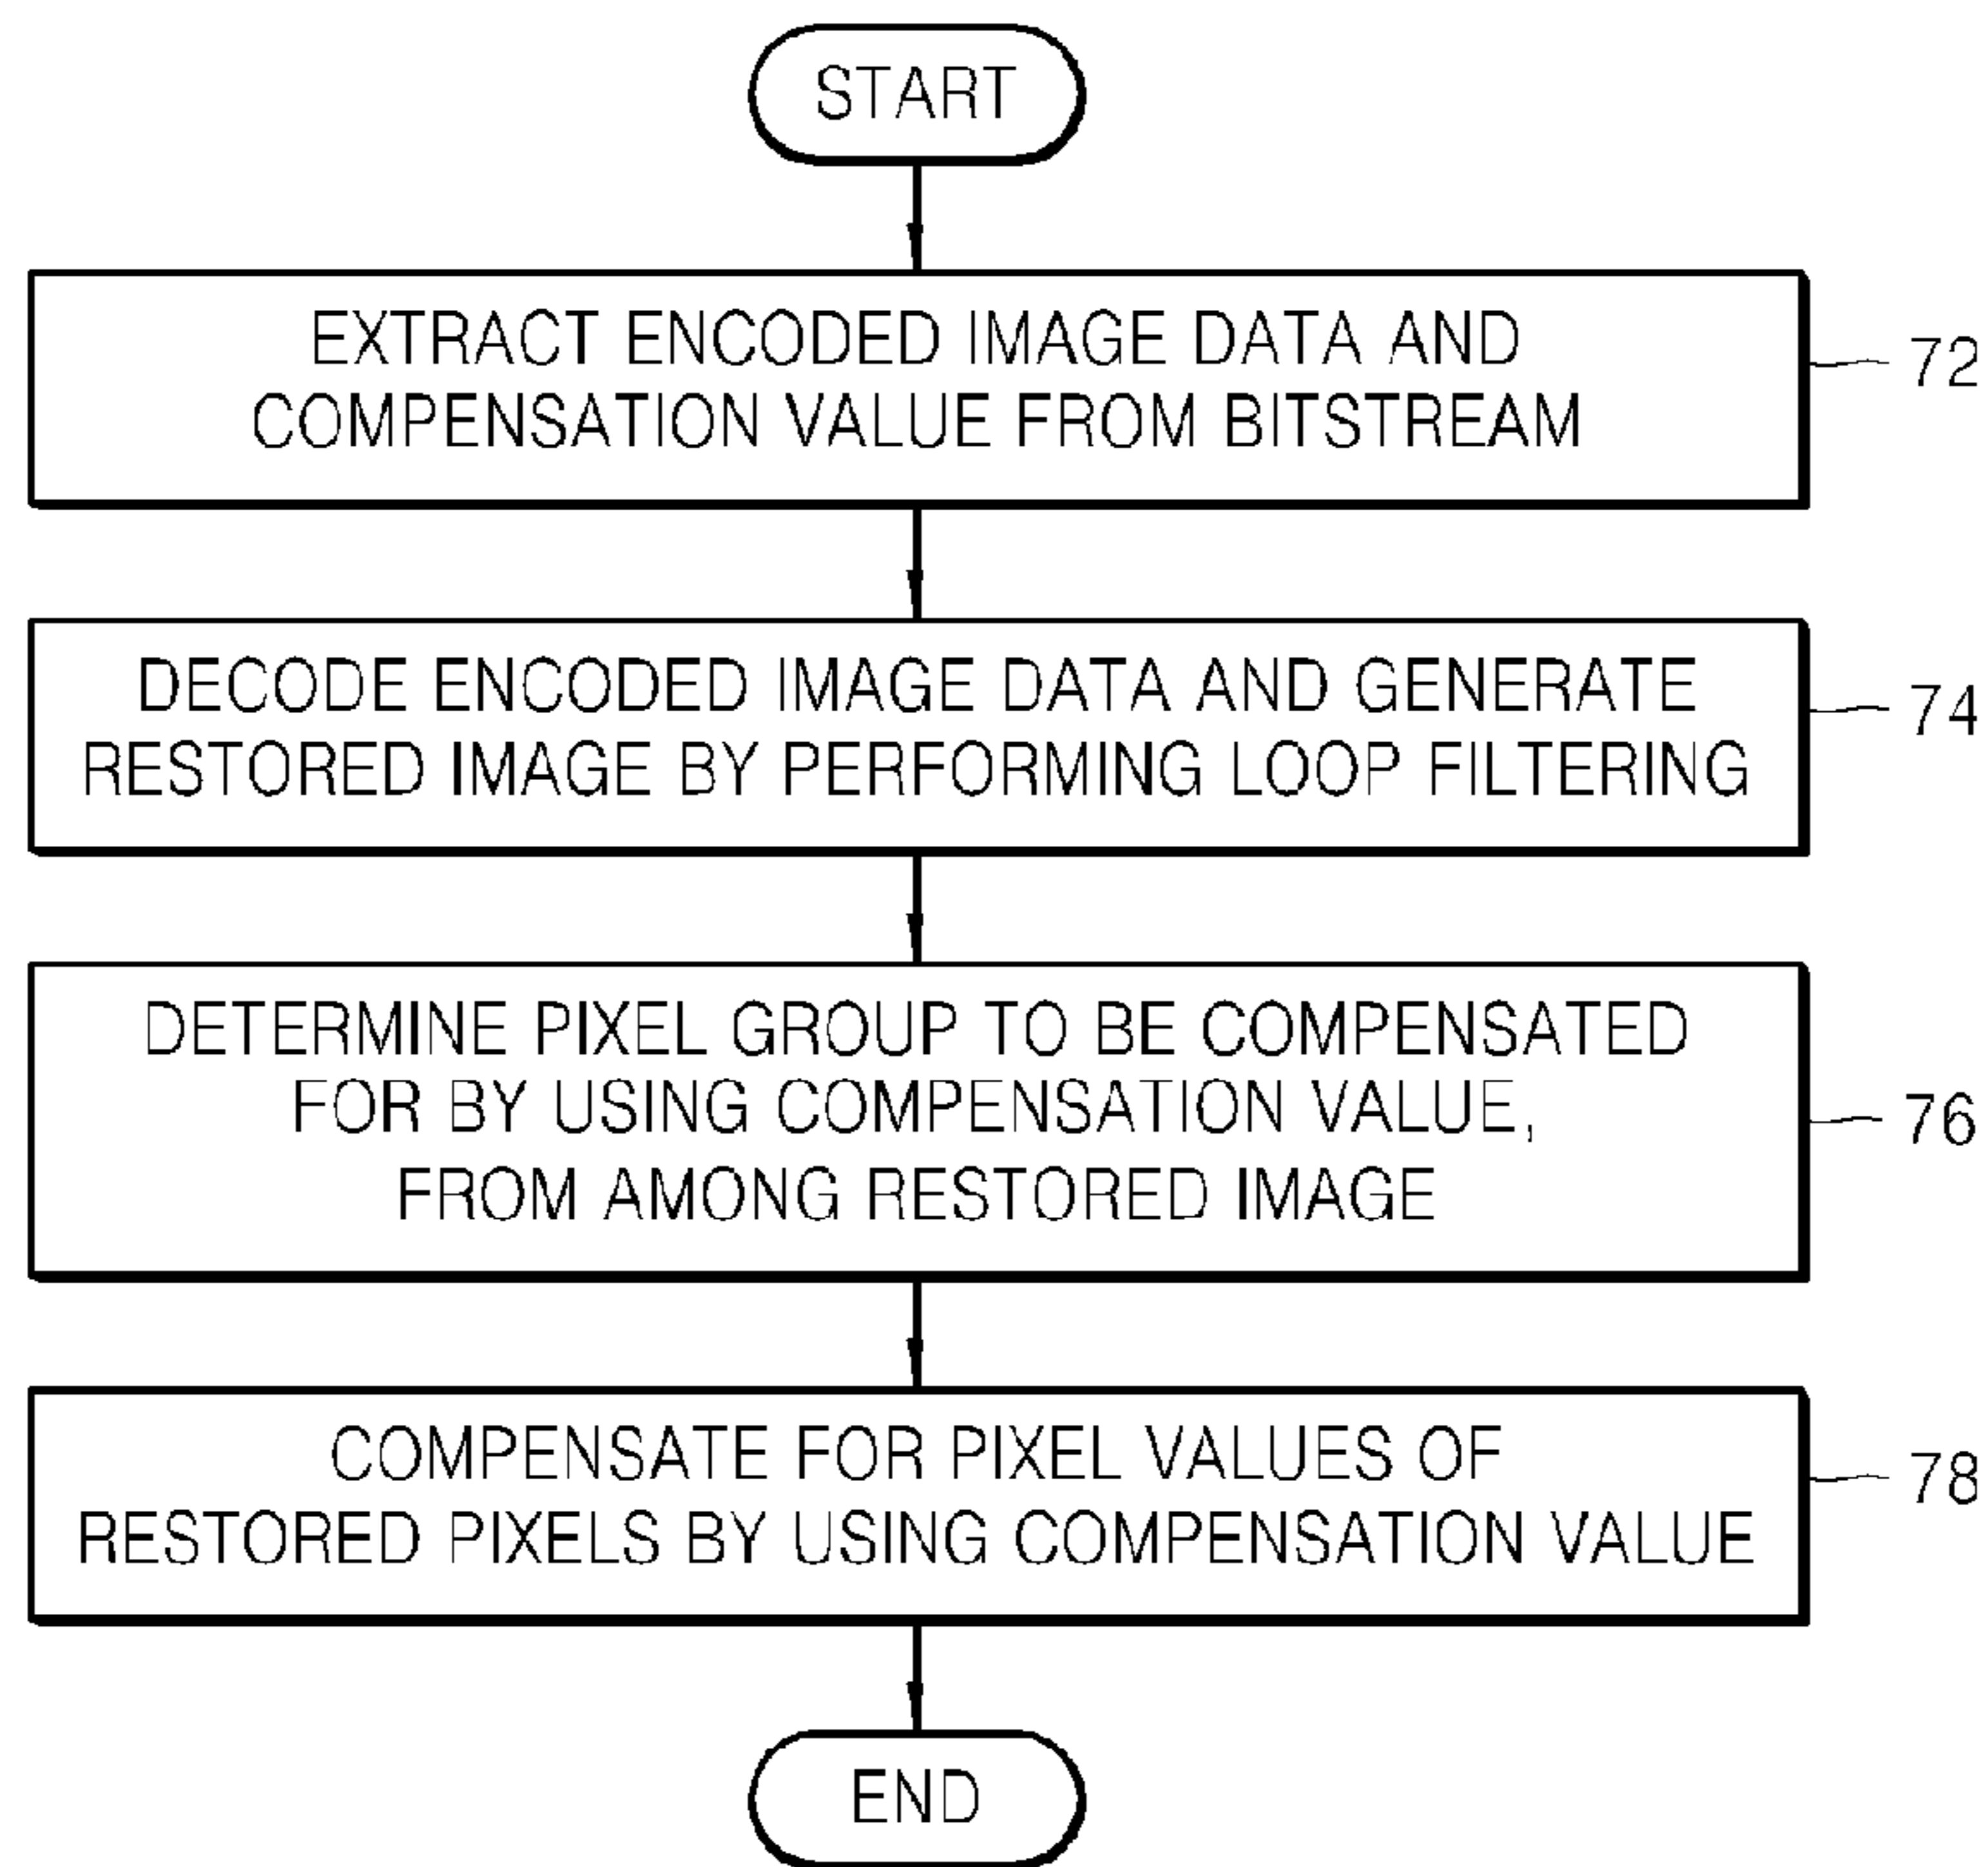 START
EXTRACT ENCODED IMAGE DATA AND
COMPENSATION VALUE FROM BITSTREAM
72
DECODE ENCODED IMAGE DATA AND GENERATE
RESTORED IMAGE BY PERFORMING LOOP FILTERING
74
DETERMINE PIXEL GROUP TO BE COMPENSATED
FOR BY USING COMPENSATION VALUE,
FROM AMONG RESTORED IMAGE
76
COMPENSATE FOR PIXEL VALUES OF
RESTORED PIXELS BY USING COMPENSATION VALUE
78
END